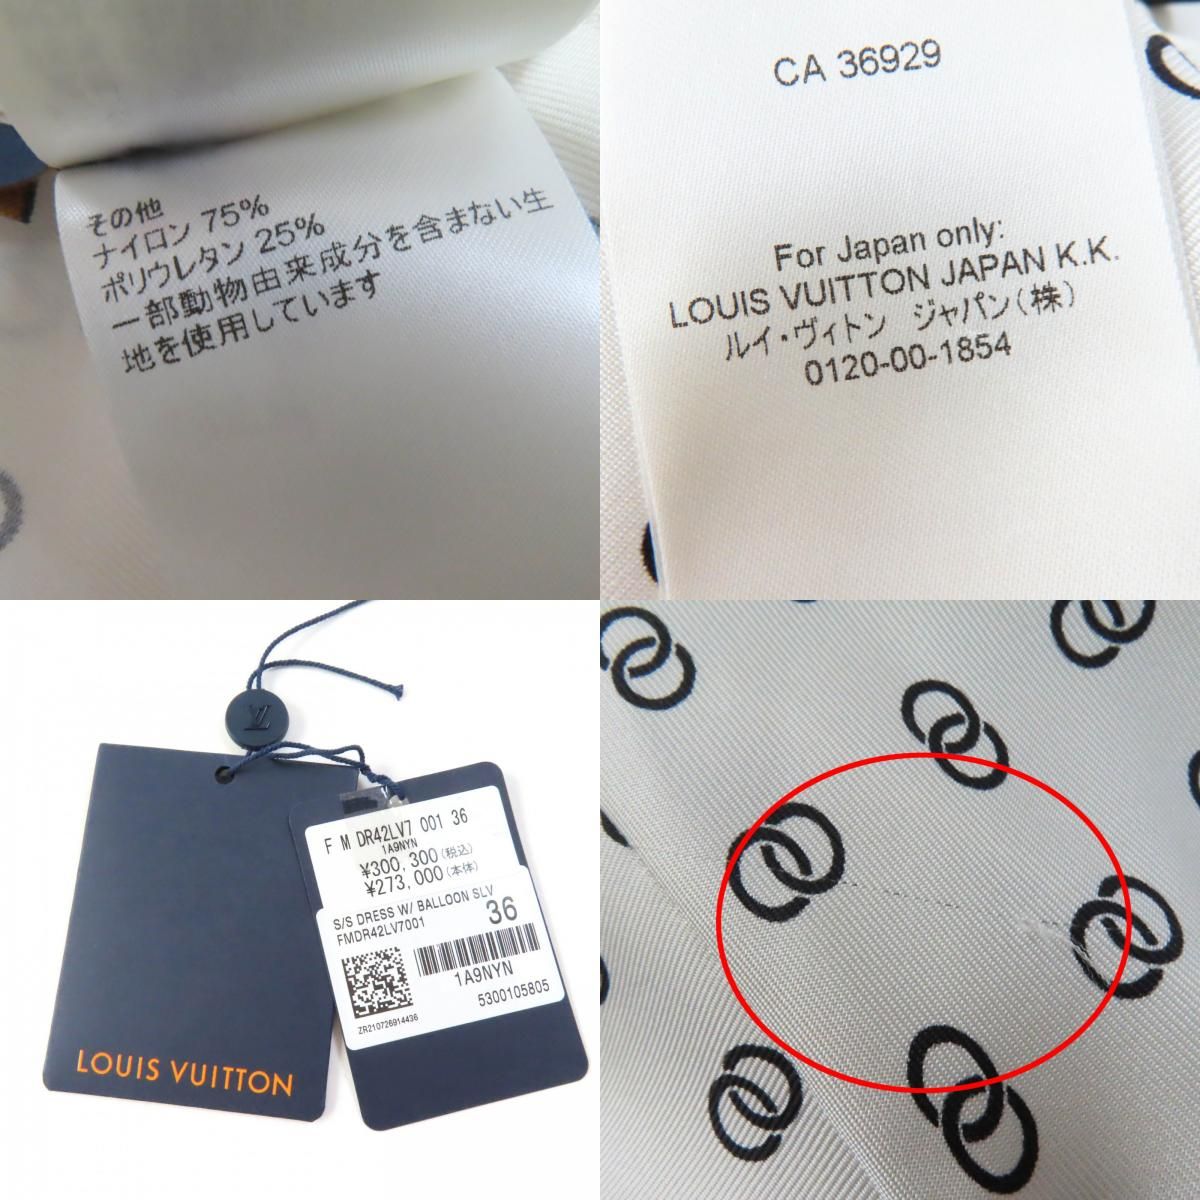 その他
ナイロン 75%
ポリウレタン 25%
一部動物由来成分を含まない生
地を使用しています
CA 36929
For Japan only:
LOUIS VUITTON JAPAN K.K.
ルイ・ヴィトン ジャパン(株)
0120-00-1854
LV
F M DR42LV7 001 36
1A9NYN
¥300,300(税込)
¥273,000(本体)
S/S DRESS W/ BALLOON SLV
FMDR42LV7001
36
1A9NYN
5300105805
ZR210726914436
LOUIS VUITTON